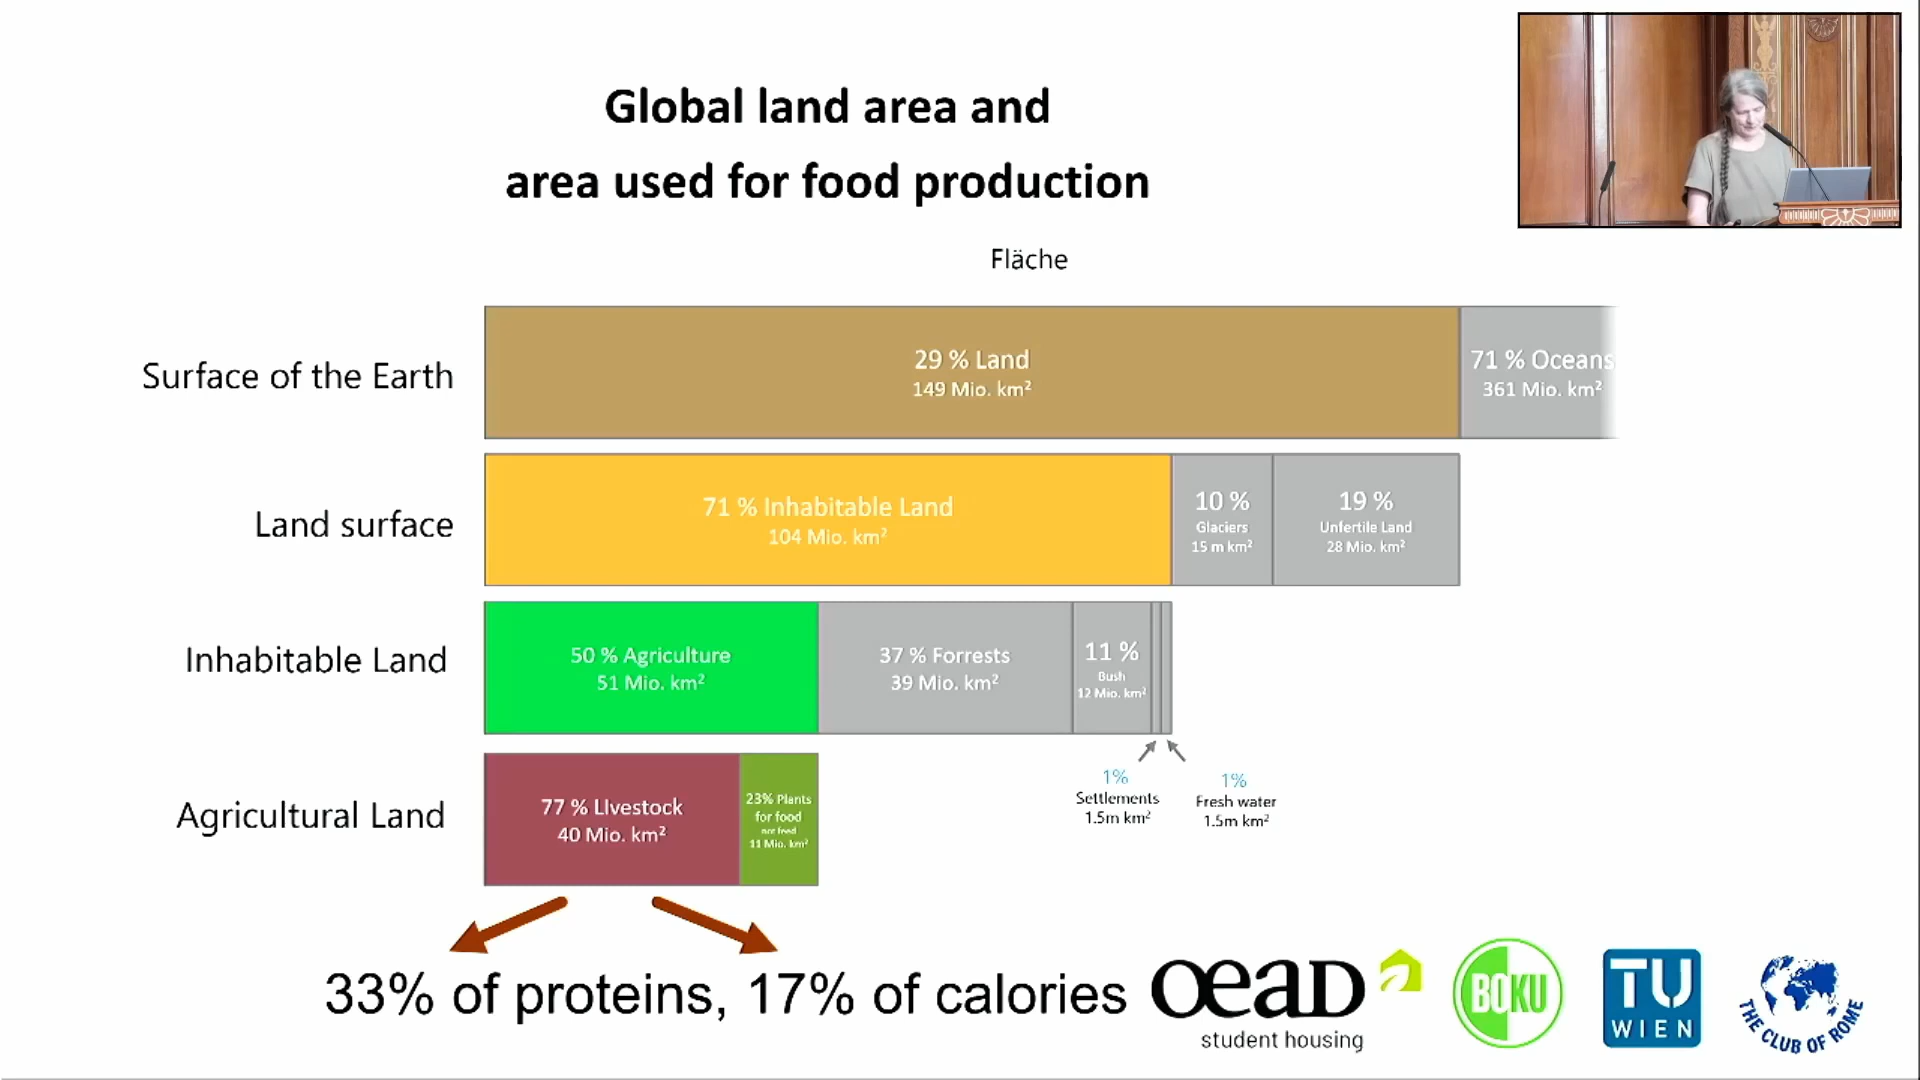 Global land area and
area used for food production
Fläche
Surface of the Earth
29 % Land
149 Mio. km²
71 % Oceans
361 Mio. km²
Land surface
71 % Inhabitable Land
104 Mio. km²
10 %
Glaciers
15 m km²
19 %
Unfertile Land
28 Mio. km²
Inhabitable Land
50 % Agriculture
51 Mio. km²
37 % Forrests
39 Mio. km²
11 %
Bush
12 Mio. km²
1%
Settlements
1.5m km²
1%
Fresh water
1.5m km²
Agricultural Land
77 % LIvestock
40 Mio. km²
23% Plants
for food
not feed
11 Mio. km²
33% of proteins, 17% of calories
OeAD
student housing
BOKU
TU
WIEN
THE CLUB OF ROME